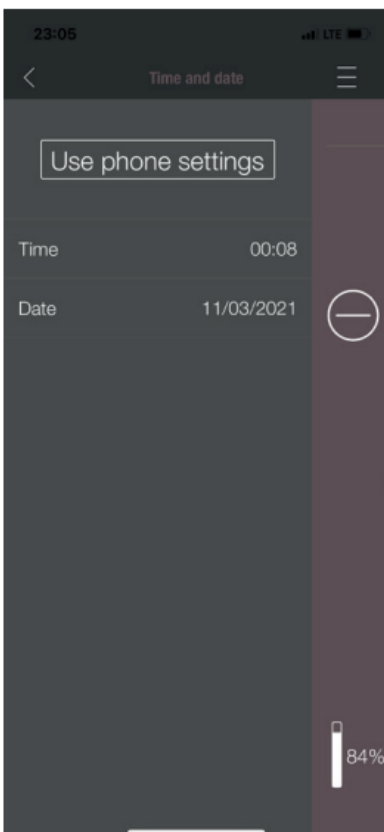 23:05 LTE
Time and date
Use phone settings
Time 00:08
Date 11/03/2021
84%